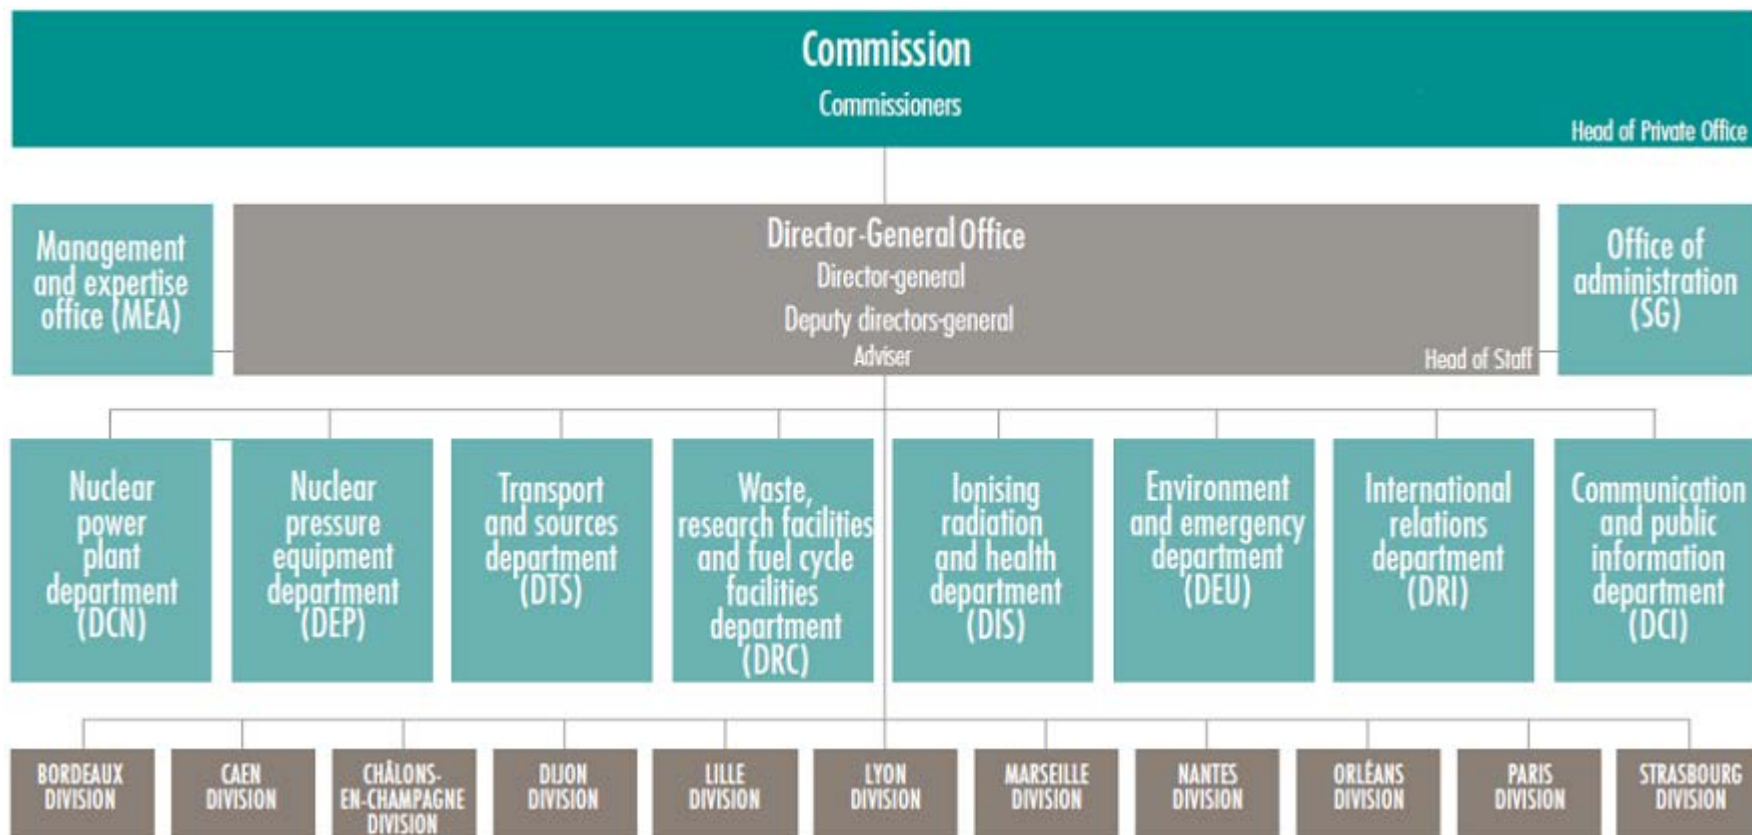 Commission
Commissioners
Head of Private Office
Management
and expertise
office (MEA)
Director-General Office
Director-general
Deputy directors-general
Adviser
Head of Staff
Office of
administration
(SG)
Nuclear
power
plant
department
(DCN)
Nuclear
pressure
equipment
department
(DEP)
Transport
and sources
department
(DTS)
Waste,
research facilities
and fuel cycle
facilities
department
(DRC)
Ionising
radiation
and health
department
(DIS)
Environment
and emergency
department
(DEU)
International
relations
department
(DRI)
Communication
and public
information
department
(DCI)
BORDEAUX
DIVISION
CAEN
DIVISION
CHÂLONS-
EN-CHAMPAGNE
DIVISION
DIJON
DIVISION
LILLE
DIVISION
LYON
DIVISION
MARSEILLE
DIVISION
NANTES
DIVISION
ORLÉANS
DIVISION
PARIS
DIVISION
STRASBOURG
DIVISION